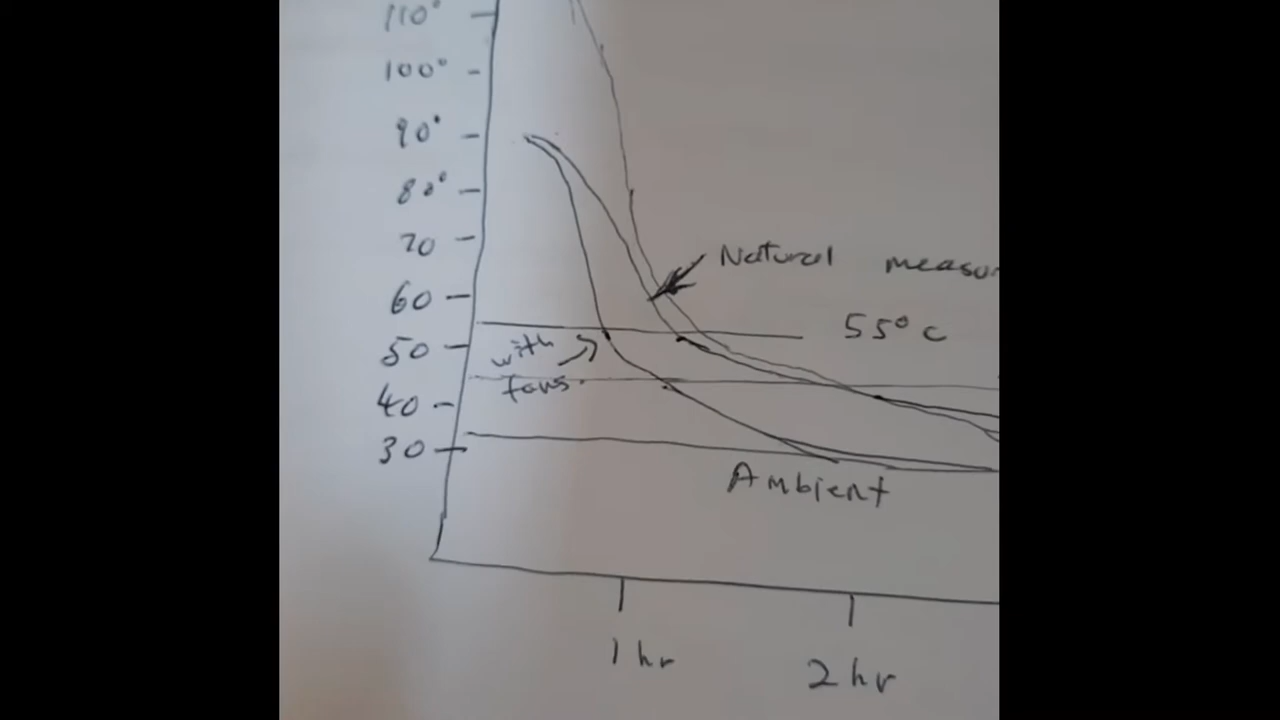 110°
100°
90°
80°
70
60
50
40
30
Natural measu
55° c
with
fans.
Ambient
1 hr
2 hr